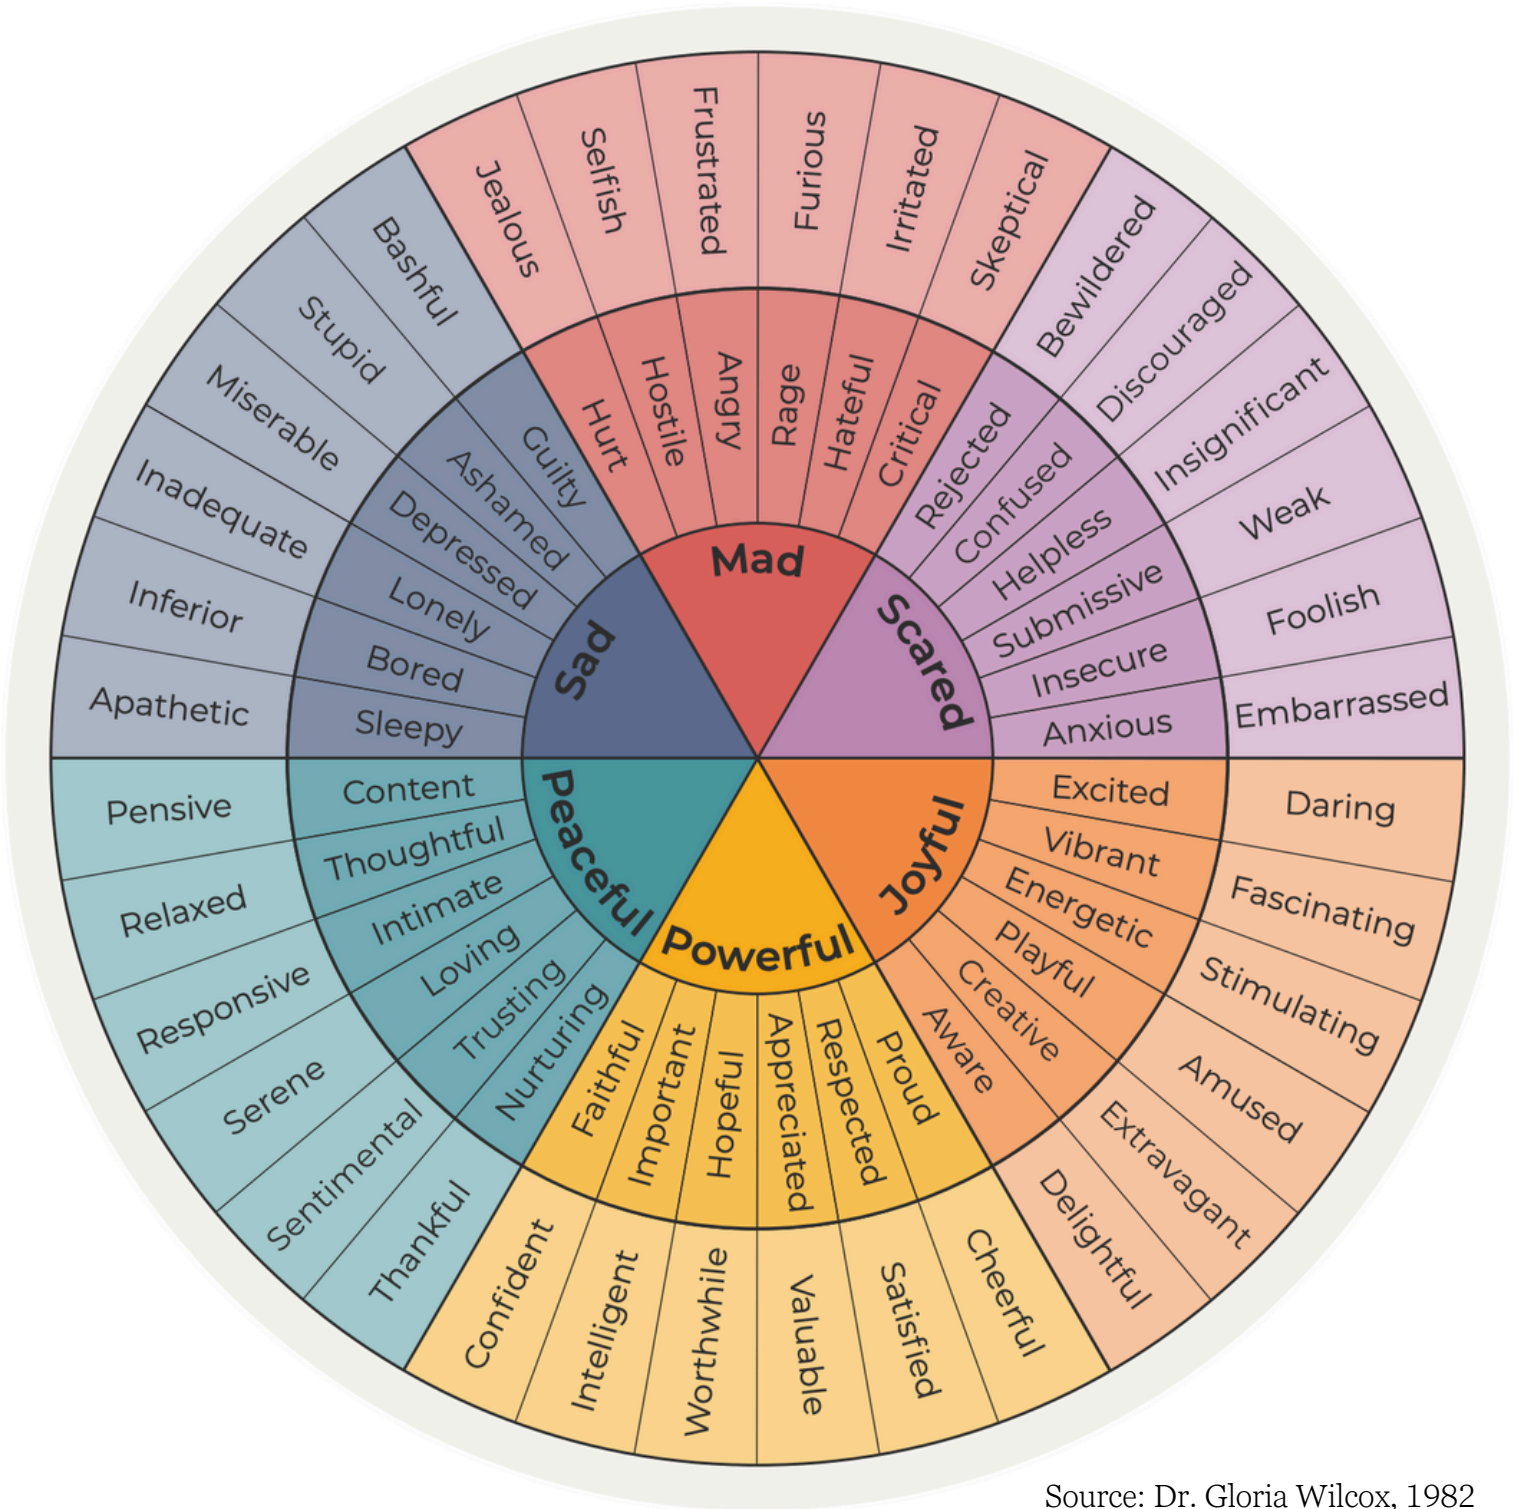 Mad
Scared
Joyful
Powerful
Peaceful
Sad
Hurt
Hostile
Angry
Rage
Hateful
Critical
Rejected
Confused
Helpless
Submissive
Insecure
Anxious
Excited
Vibrant
Energetic
Playful
Creative
Aware
Proud
Respected
Appreciated
Hopeful
Important
Faithful
Nurturing
Trusting
Loving
Intimate
Thoughtful
Content
Sleepy
Bored
Lonely
Depressed
Ashamed
Guilty
Jealous
Selfish
Frustrated
Furious
Irritated
Skeptical
Bewildered
Discouraged
Insignificant
Weak
Foolish
Embarrassed
Daring
Fascinating
Stimulating
Amused
Extravagant
Delightful
Cheerful
Satisfied
Valuable
Worthwhile
Intelligent
Confident
Thankful
Sentimental
Serene
Responsive
Relaxed
Pensive
Apathetic
Inferior
Inadequate
Miserable
Stupid
Bashful
Source: Dr. Gloria Wilcox, 1982